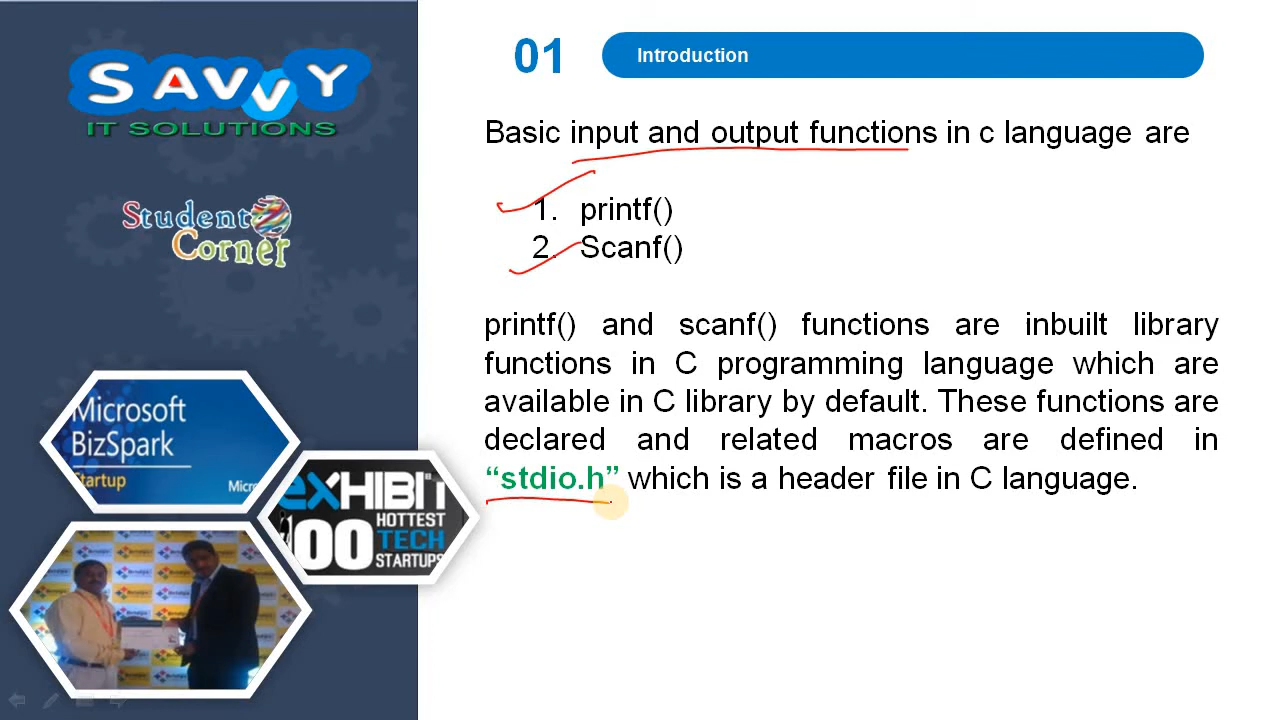 SAVVY
IT SOLUTIONS
Student
Corner
Microsoft
BizSpark
Startup
Micros
eXHIBIT
100 HOTTEST
TECH
STARTUPS
01 Introduction
Basic input and output functions in c language are
1. printf()
2. Scanf()
printf() and scanf() functions are inbuilt library
functions in C programming language which are
available in C library by default. These functions are
declared and related macros are defined in
“stdio.h” which is a header file in C language.